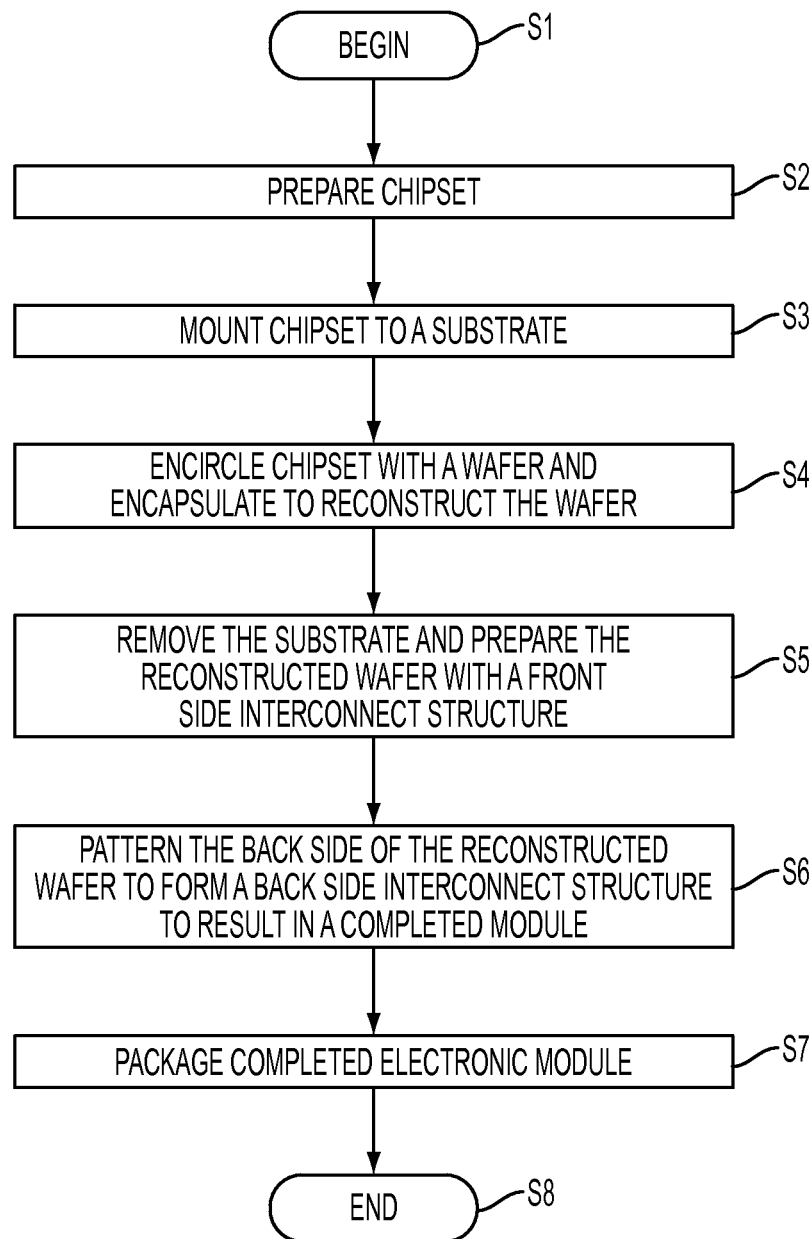 BEGIN
S1
PREPARE CHIPSET
S2
MOUNT CHIPSET TO A SUBSTRATE
S3
ENCIRCLE CHIPSET WITH A WAFER AND
ENCAPSULATE TO RECONSTRUCT THE WAFER
S4
REMOVE THE SUBSTRATE AND PREPARE THE
RECONSTRUCTED WAFER WITH A FRONT
SIDE INTERCONNECT STRUCTURE
S5
PATTERN THE BACK SIDE OF THE RECONSTRUCTED
WAFER TO FORM A BACK SIDE INTERCONNECT STRUCTURE
TO RESULT IN A COMPLETED MODULE
S6
PACKAGE COMPLETED ELECTRONIC MODULE
S7
END
S8